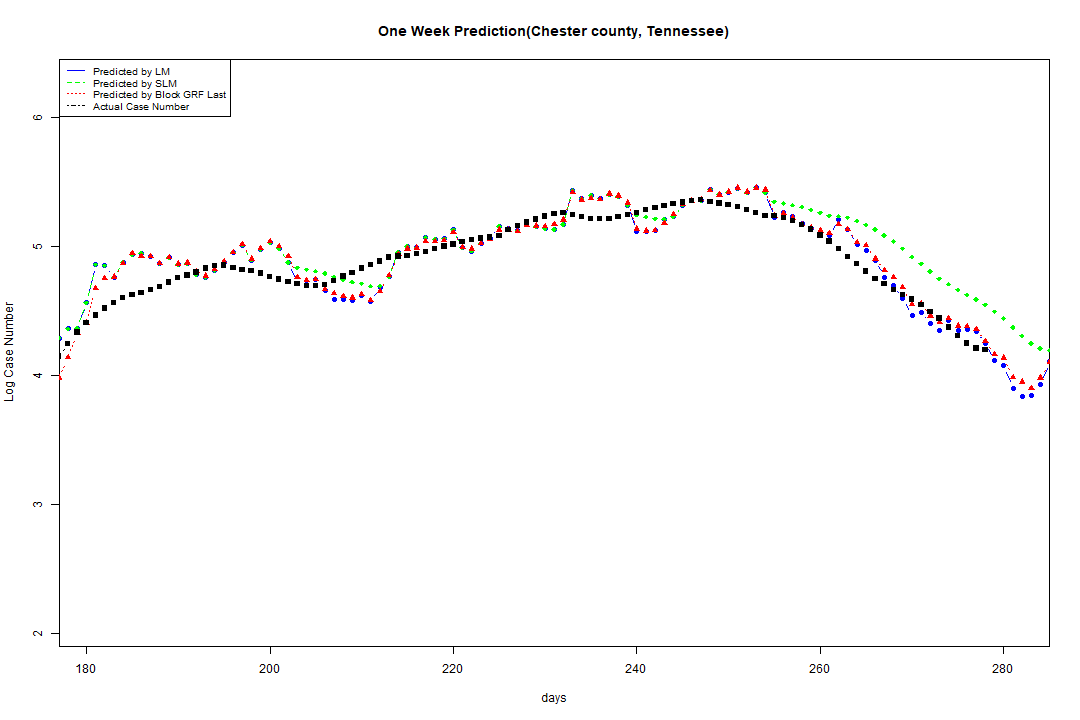 One Week Prediction(Chester county, Tennessee)
Predicted by LM
Predicted by SLM
Predicted by Block GRF Last
Actual Case Number
6
5
4
3
2
Log Case Number
180 200 220 240 260 280
days